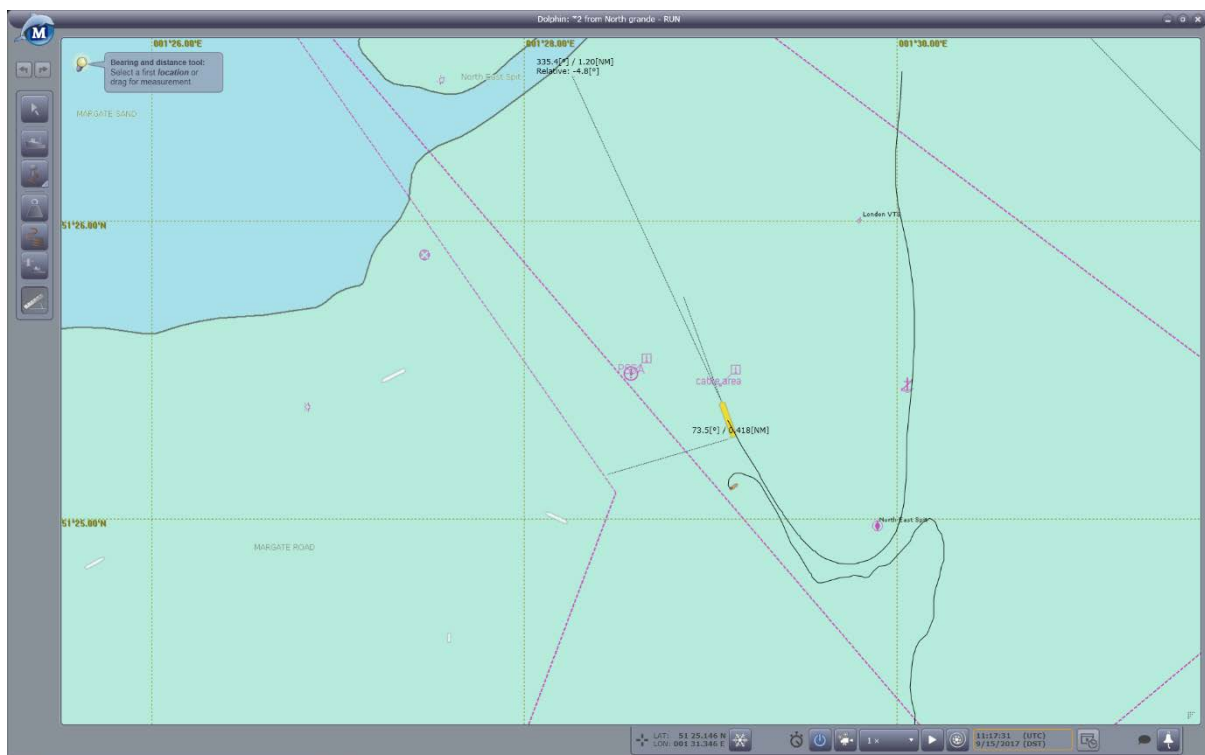 Dolphin: "2 from North grande - RUN
M
001°26.00'E
001°28.00'E
001°30.00'E
Bearing and distance tool:
Select a first location or
drag for measurement
335.4[°] / 1.20[NM]
Relative: -4.8[°]
North East Spit
MARGATE SAND
London VTS
51°26.00'N
cable area
73.5[°] / 0.418[NM]
51°25.00'N
North East Spit
MARGATE ROAD
LAT: 51 25.146 N
LON: 001 31.346 E
1 x
11:17:31 (UTC)
9/15/2017 (DST)